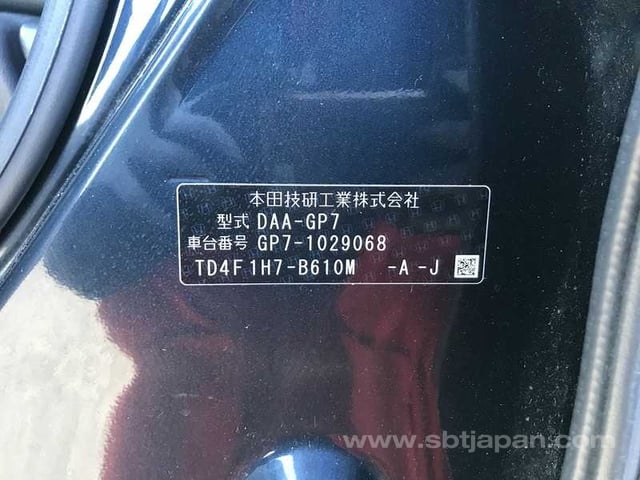 本田技研工業株式会社
型式 DAA-GP7
車台番号 GP7-1029068
TD4F1H7-B610M -A-J
www.sbtjapan.com